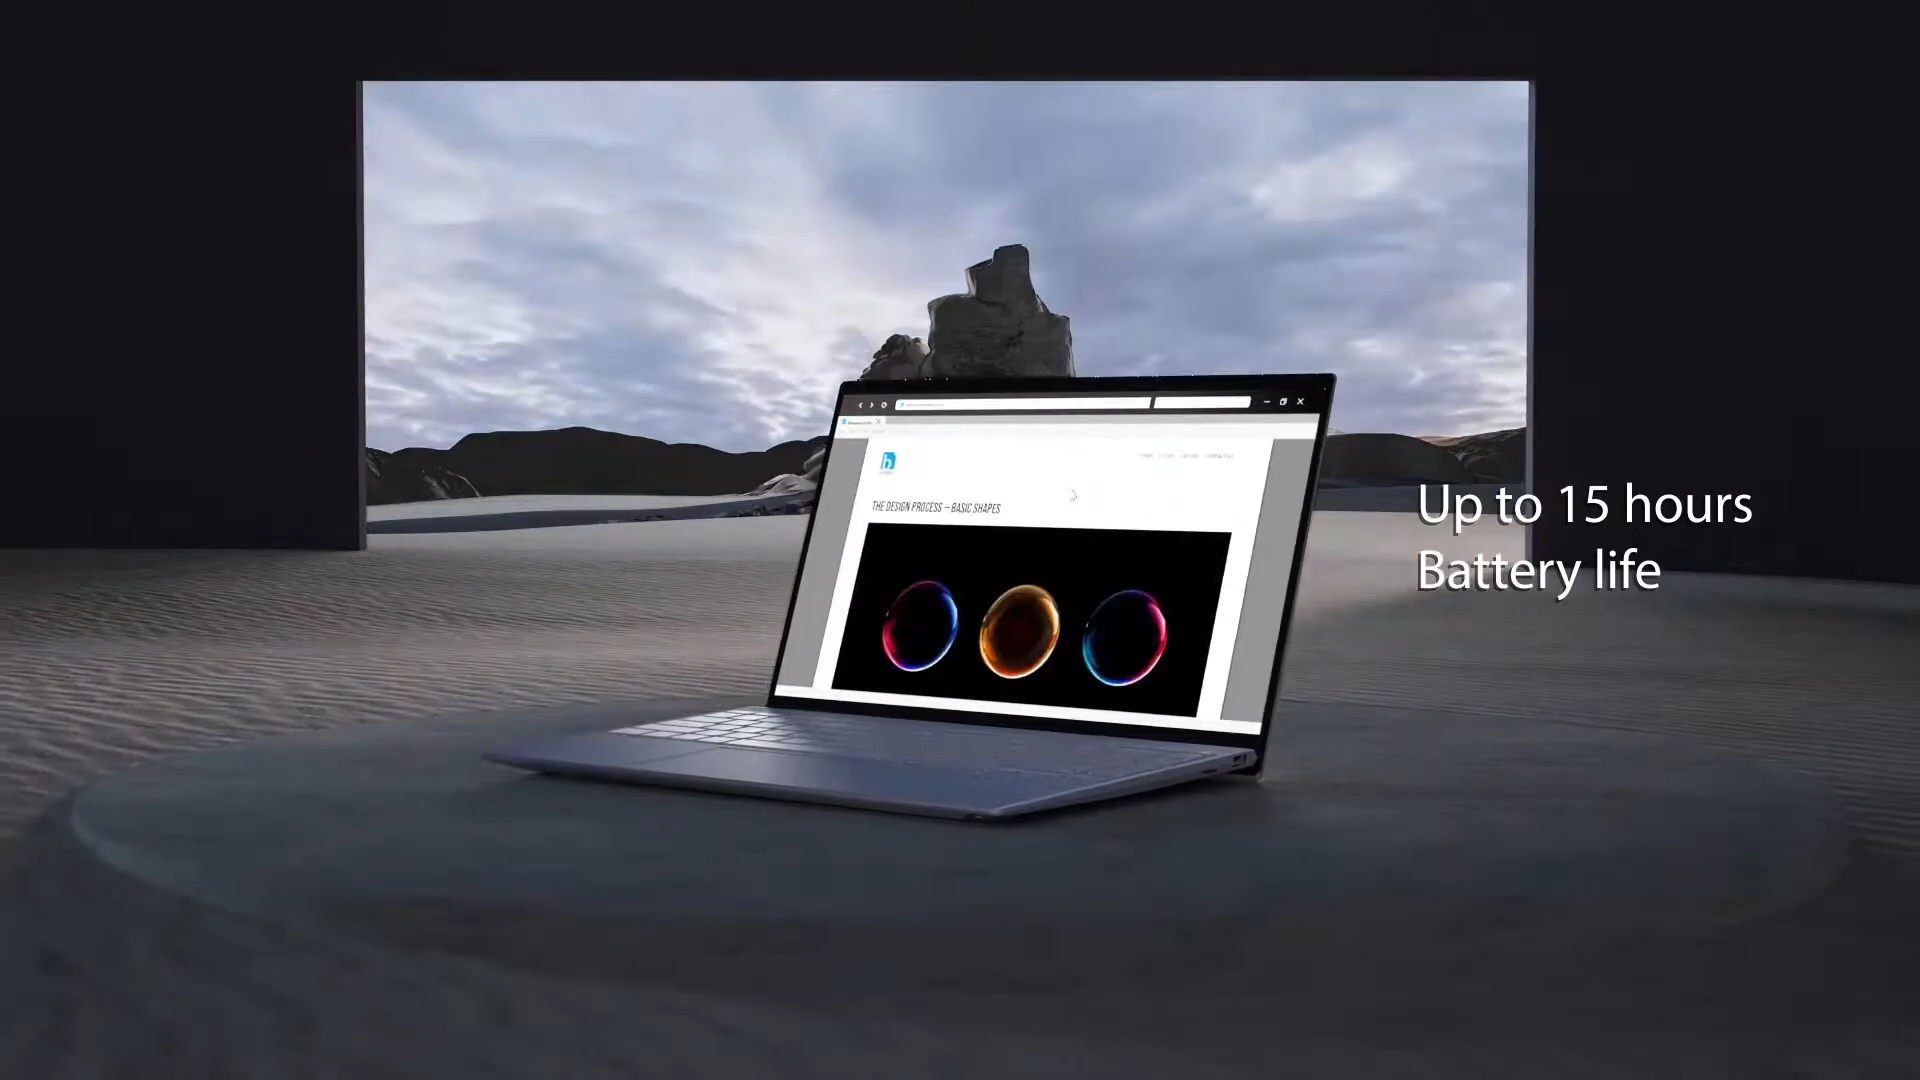 THE DESIGN PROCESS – BASIC SHAPES
Up to 15 hours
Battery life